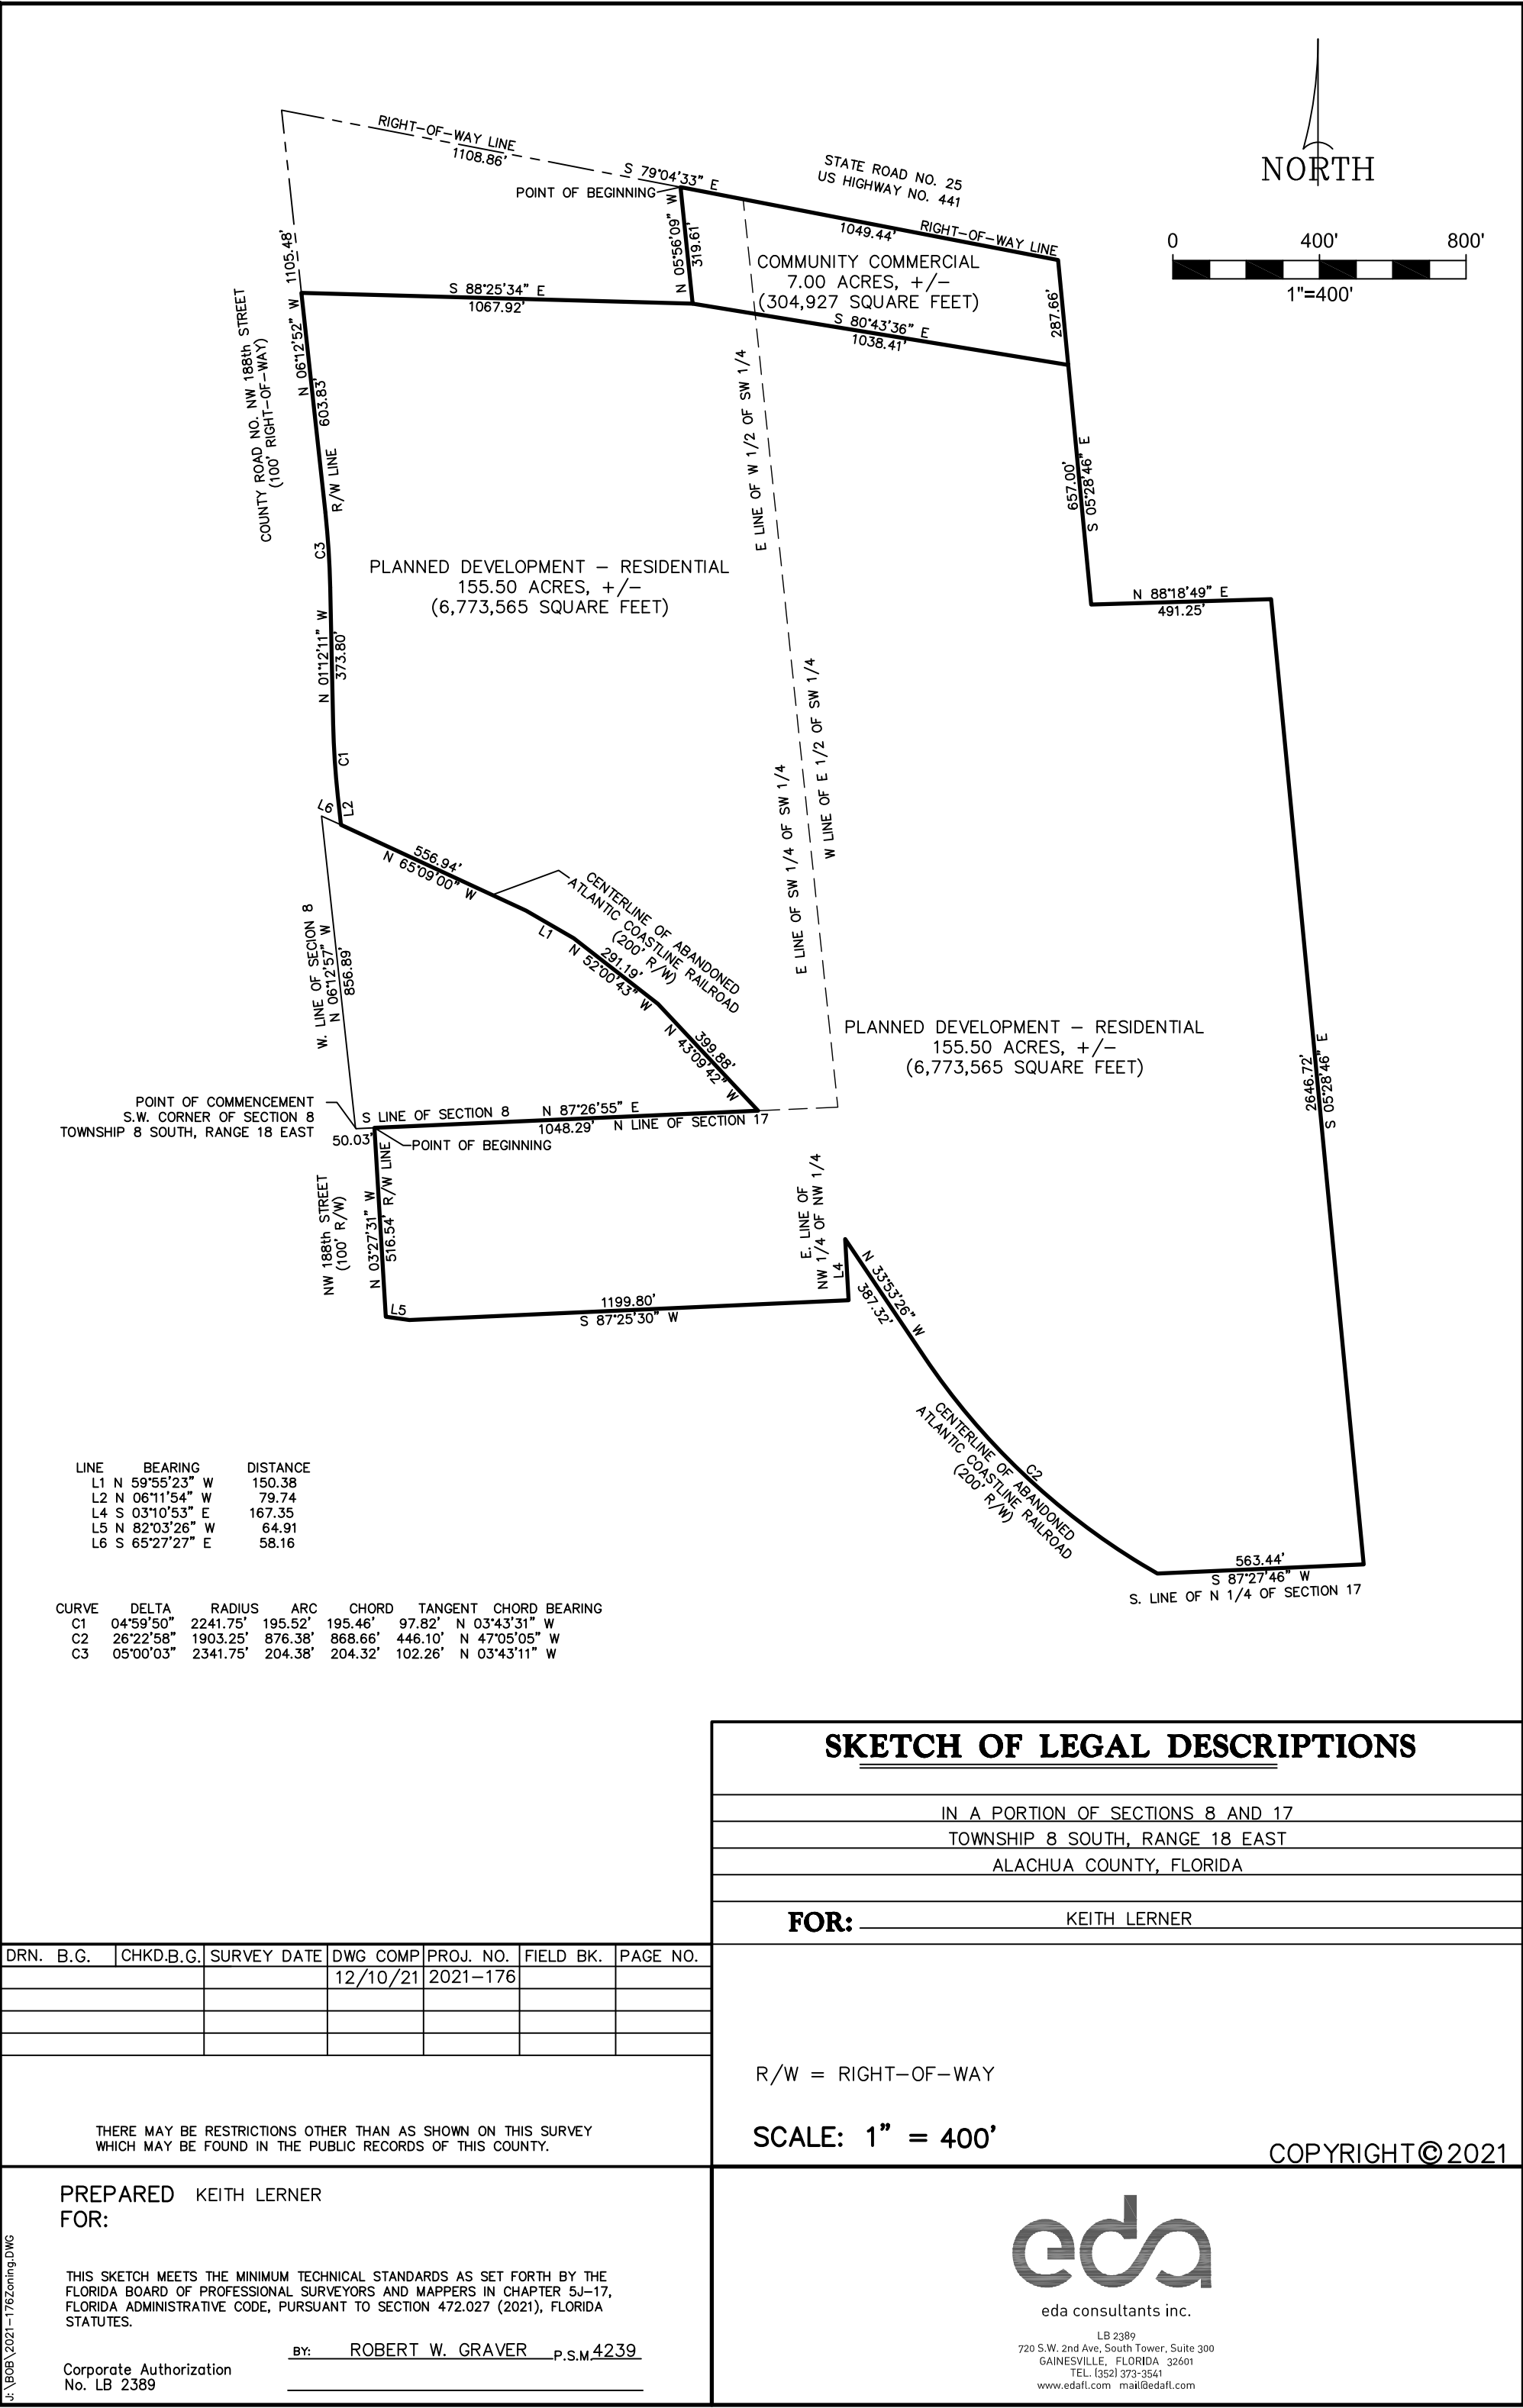 RIGHT-OF-WAY LINE
1108.86'
S 79°04'33" E
POINT OF BEGINNING
STATE ROAD NO. 25
US HIGHWAY NO. 441
1049.44'
RIGHT-OF-WAY LINE
NORTH
0 400' 800'
1"=400'
N 05°56'09" W
319.61'
COMMUNITY COMMERCIAL
7.00 ACRES, +/-
(304,927 SQUARE FEET)
287.66'
S 80°43'36" E
1038.41'
S 88°25'34" E
1067.92'
N 06°12'52" W 1105.48'
603.83'
COUNTY ROAD NO. NW 188th STREET
(100' RIGHT-OF-WAY)
R/W LINE
C3
E LINE OF W 1/2 OF SW 1/4
657.00'
S 05°28'46" E
PLANNED DEVELOPMENT – RESIDENTIAL
155.50 ACRES, +/-
(6,773,565 SQUARE FEET)
N 88°18'49" E
491.25'
N 01°12'11" W
373.80'
C1
L6
L2
W LINE OF E 1/2 OF SW 1/4
E LINE OF SW 1/4 OF SW 1/4
556.94'
N 65°09'00" W
CENTERLINE OF ABANDONED
ATLANTIC COASTLINE RAILROAD
(200' R/W)
L1
291.19'
N 52°00'43" W
399.88'
N 43°09'42" W
W. LINE OF SECION 8
N 06°12'57" W
856.89'
PLANNED DEVELOPMENT – RESIDENTIAL
155.50 ACRES, +/-
(6,773,565 SQUARE FEET)
2646.72'
S 05°28'46" E
POINT OF COMMENCEMENT
S.W. CORNER OF SECTION 8
TOWNSHIP 8 SOUTH, RANGE 18 EAST
S LINE OF SECTION 8 N 87°26'55" E
50.03'
1048.29' N LINE OF SECTION 17
POINT OF BEGINNING
NW 188th STREET
(100' R/W)
N 03°27'31" W
516.54' R/W LINE
E. LINE OF
NW 1/4 OF NW 1/4
L4
N 33°53'26" W
387.32'
L5
1199.80'
S 87°25'30" W
C2
CENTERLINE OF ABANDONED
ATLANTIC COASTLINE RAILROAD
(200' R/W)
563.44'
S 87°27'46" W
S. LINE OF N 1/4 OF SECTION 17
LINE BEARING DISTANCE
L1 N 59°55'23" W 150.38
L2 N 06°11'54" W 79.74
L4 S 03°10'53" E 167.35
L5 N 82°03'26" W 64.91
L6 S 65°27'27" E 58.16
CURVE DELTA RADIUS ARC CHORD TANGENT CHORD BEARING
C1 04°59'50" 2241.75' 195.52' 195.46' 97.82' N 03°43'31" W
C2 26°22'58" 1903.25' 876.38' 868.66' 446.10' N 47°05'05" W
C3 05°00'03" 2341.75' 204.38' 204.32' 102.26' N 03°43'11" W
SKETCH OF LEGAL DESCRIPTIONS
IN A PORTION OF SECTIONS 8 AND 17
TOWNSHIP 8 SOUTH, RANGE 18 EAST
ALACHUA COUNTY, FLORIDA
FOR: KEITH LERNER
DRN. B.G. CHKD.B.G. SURVEY DATE DWG COMP PROJ. NO. FIELD BK. PAGE NO.
12/10/21 2021-176
R/W = RIGHT-OF-WAY
THERE MAY BE RESTRICTIONS OTHER THAN AS SHOWN ON THIS SURVEY
WHICH MAY BE FOUND IN THE PUBLIC RECORDS OF THIS COUNTY.
SCALE: 1" = 400'
COPYRIGHT © 2021
PREPARED KEITH LERNER
FOR:
THIS SKETCH MEETS THE MINIMUM TECHNICAL STANDARDS AS SET FORTH BY THE
FLORIDA BOARD OF PROFESSIONAL SURVEYORS AND MAPPERS IN CHAPTER 5J-17,
FLORIDA ADMINISTRATIVE CODE, PURSUANT TO SECTION 472.027 (2021), FLORIDA
STATUTES.
BY: ROBERT W. GRAVER P.S.M. 4239
Corporate Authorization
No. LB 2389
J:\BOB\2021-176Zoning.DWG
eda
eda consultants inc.
LB 2389
720 S.W. 2nd Ave, South Tower, Suite 300
GAINESVILLE, FLORIDA 32601
TEL. (352) 373-3541
www.edafl.com mail@edafl.com